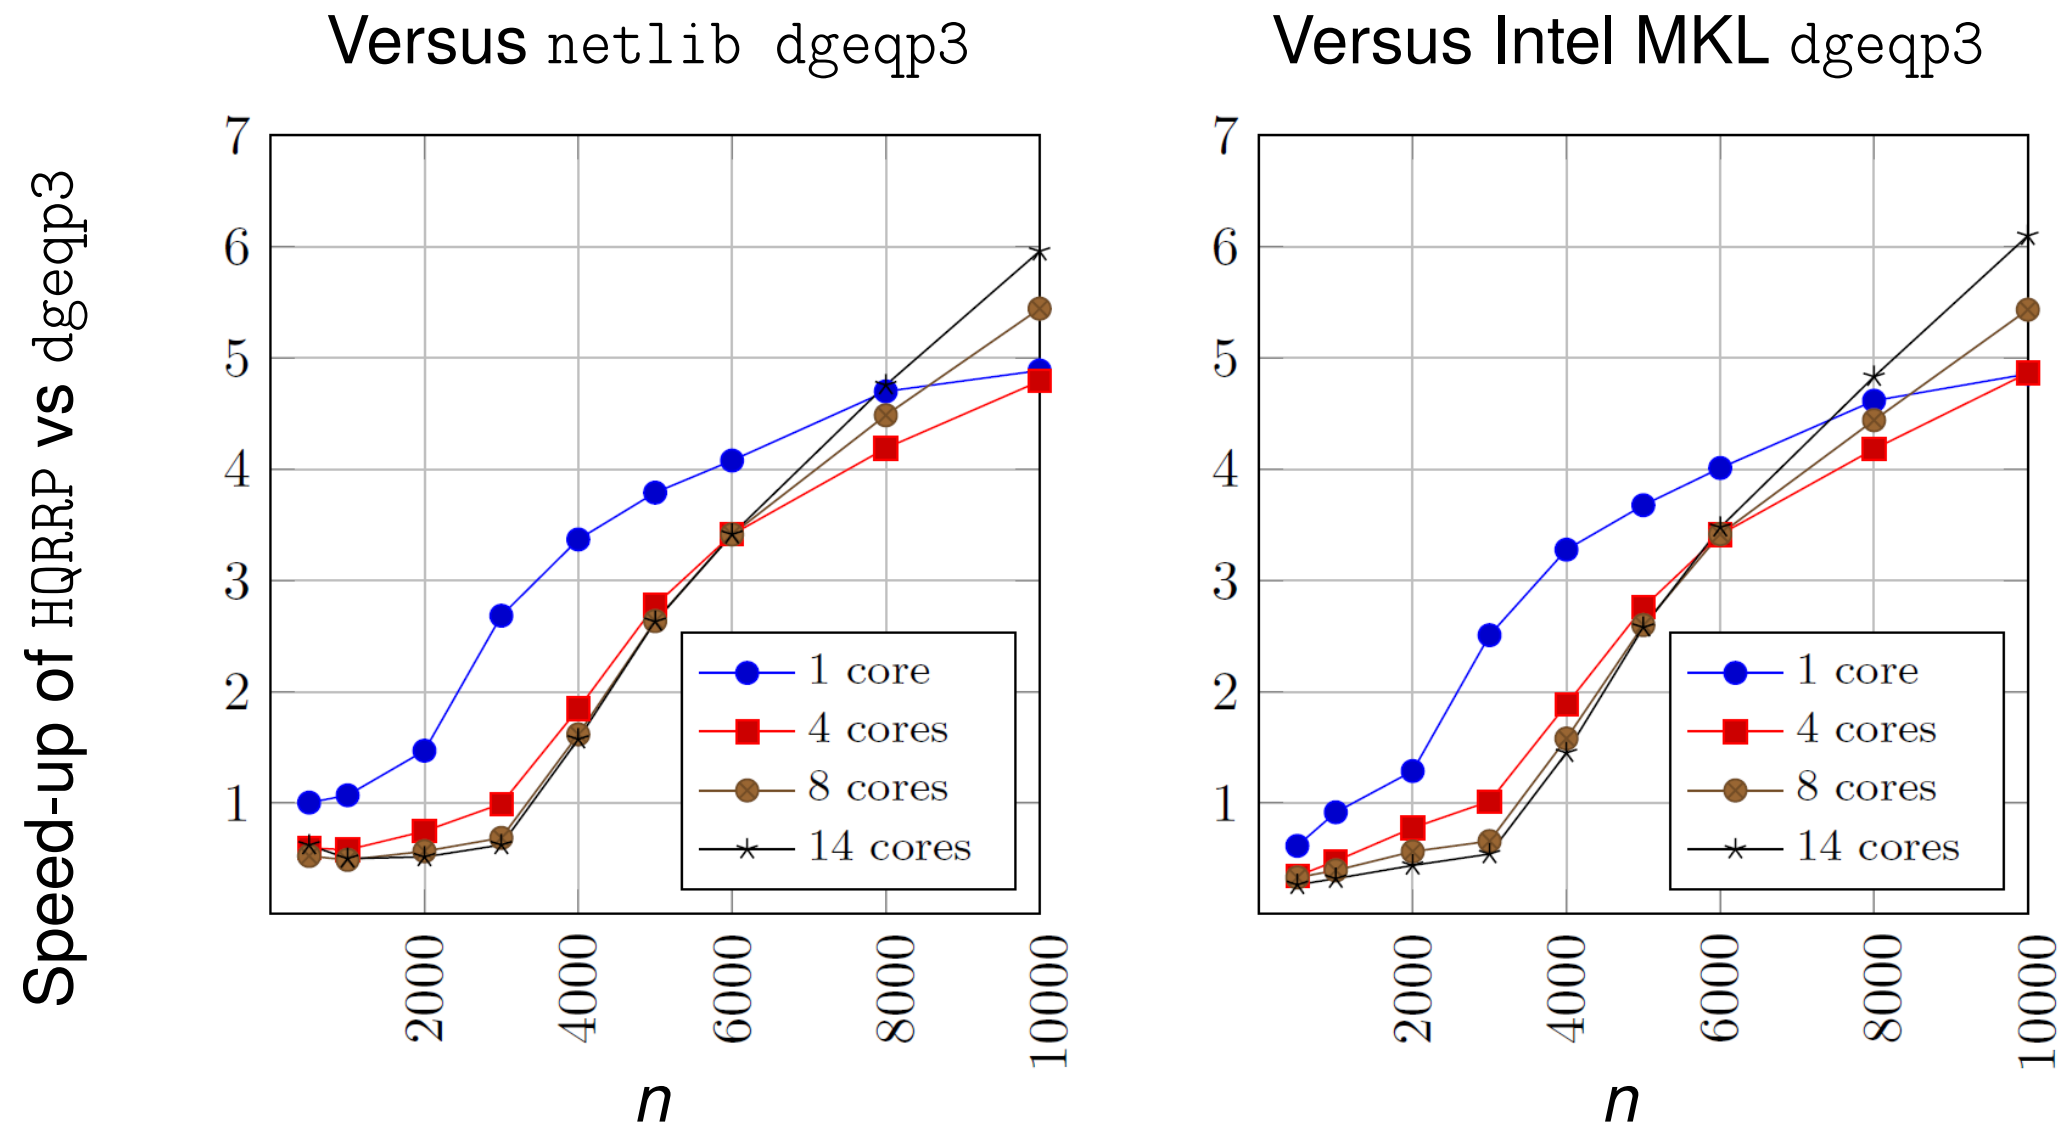 Versus netlib dgeqp3
Speed-up of HQRRP vs dgeqp3
7
6
5
4
3
2
1
1 core
4 cores
8 cores
14 cores
2000
4000
6000
8000
10000
n
Versus Intel MKL dgeqp3
7
6
5
4
3
2
1
1 core
4 cores
8 cores
14 cores
2000
4000
6000
8000
10000
n